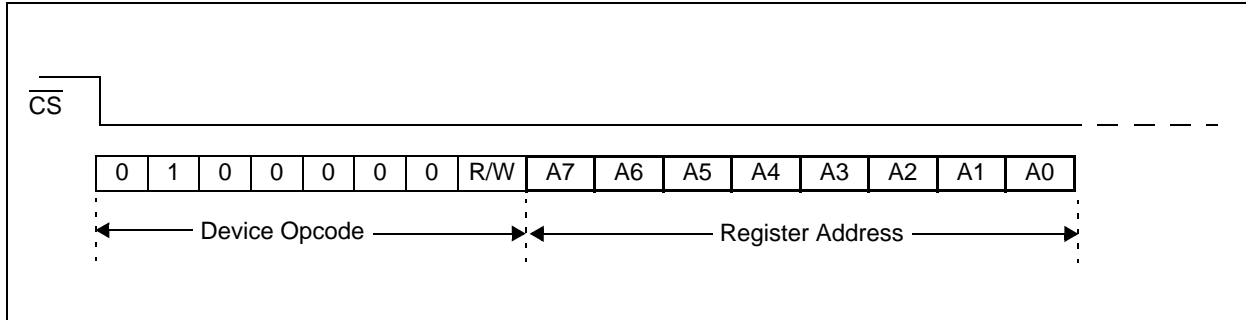 CS
0 1 0 0 0 0 0 R/W A7 A6 A5 A4 A3 A2 A1 A0
Device Opcode Register Address